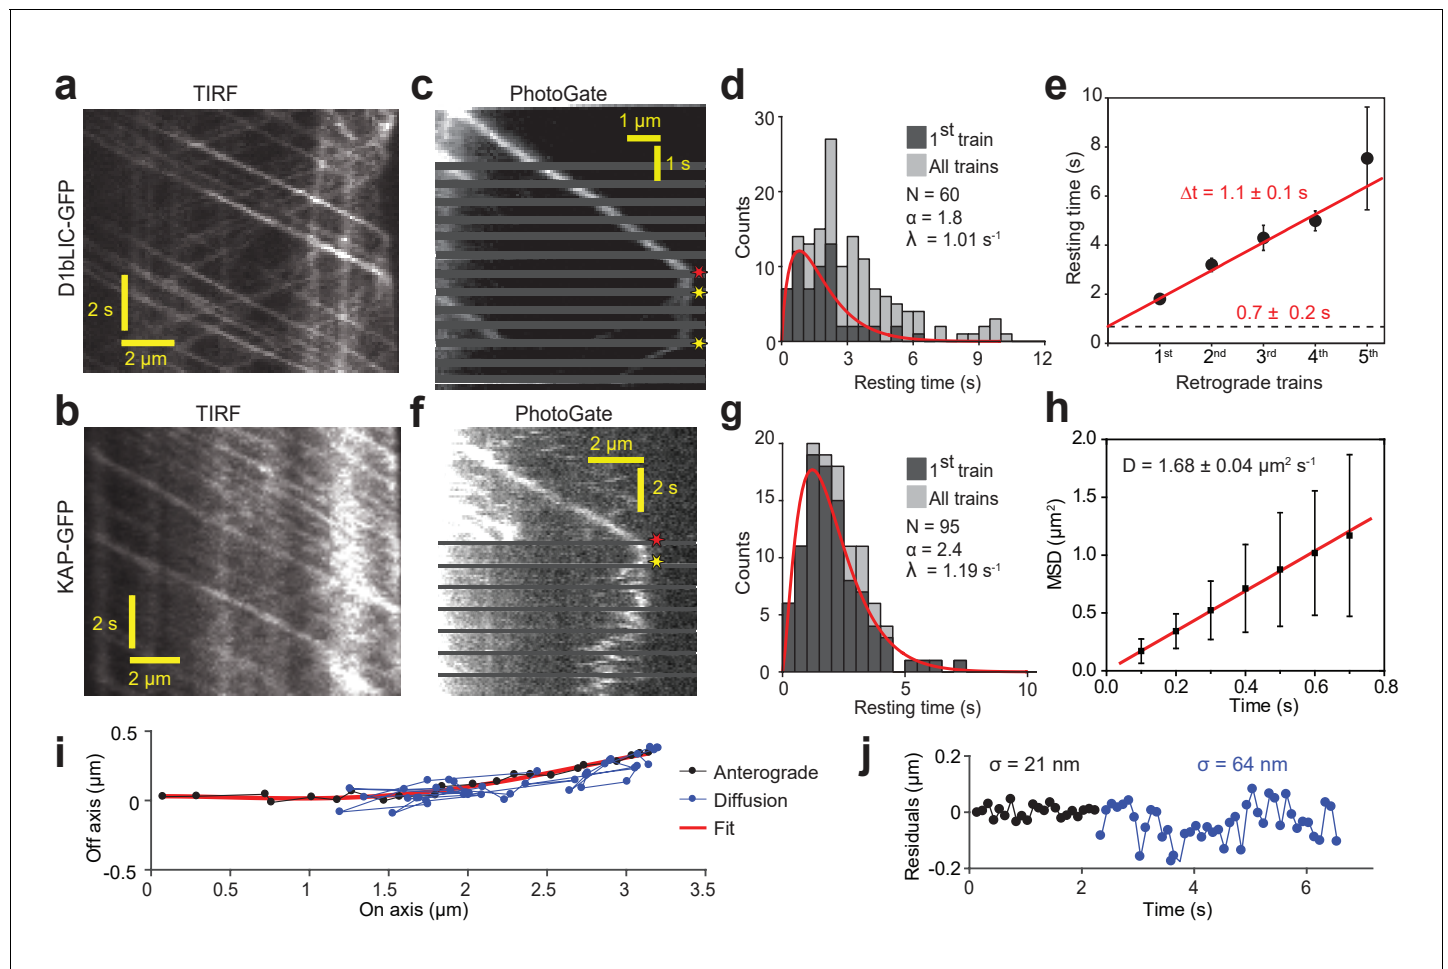 a
TIRF
D1bLIC-GFP
2 s
2 µm
c
PhotoGate
1 µm
1 s
d
30
20
10
0
Counts
1st train
All trains
N = 60
α = 1.8
λ = 1.01 s-1
0 3 6 9 12
Resting time (s)
e
10
8
6
4
2
0
Resting time (s)
Δt = 1.1 ± 0.1 s
0.7 ± 0.2 s
1st 2nd 3rd 4th 5th
Retrograde trains
b
TIRF
KAP-GFP
2 s
2 µm
f
PhotoGate
2 µm
2 s
g
20
15
10
5
0
Counts
1st train
All trains
N = 95
α = 2.4
λ = 1.19 s-1
0 5 10
Resting time (s)
h
2.0
1.5
1.0
0.5
0.0
MSD (µm2)
D = 1.68 ± 0.04 µm2 s-1
0.0 0.2 0.4 0.6 0.8
Time (s)
i
0.5
0
-0.5
Off axis (µm)
Anterograde
Diffusion
Fit
0 0.5 1 1.5 2 2.5 3 3.5
On axis (µm)
j
0.2
0
-0.2
Residuals (µm)
σ = 21 nm
σ = 64 nm
0 2 4 6
Time (s)